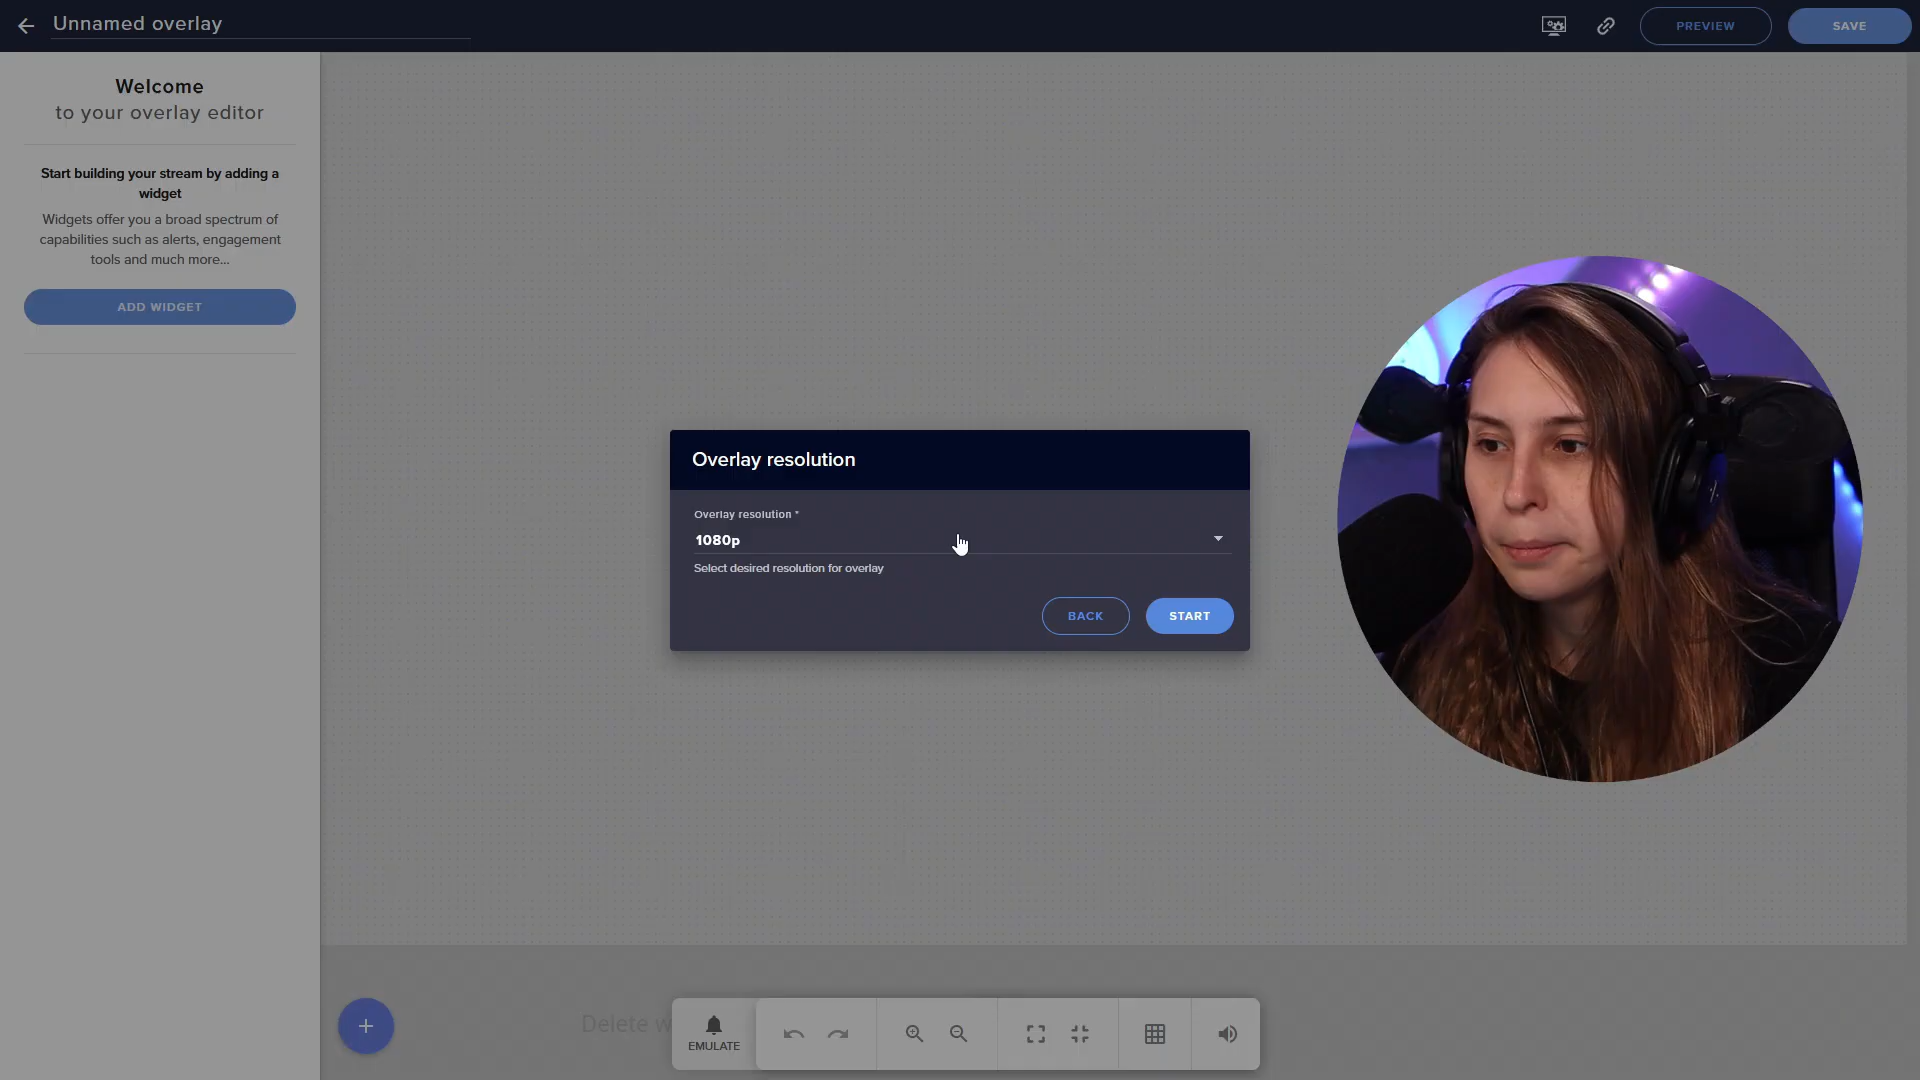 Unnamed overlay
PREVIEW
SAVE
Welcome
to your overlay editor
Start building your stream by adding a
widget
Widgets offer you a broad spectrum of
capabilities such as alerts, engagement
tools and much more...
ADD WIDGET
Overlay resolution
Overlay resolution *
1080p
Select desired resolution for overlay
BACK
START
Delete w
EMULATE